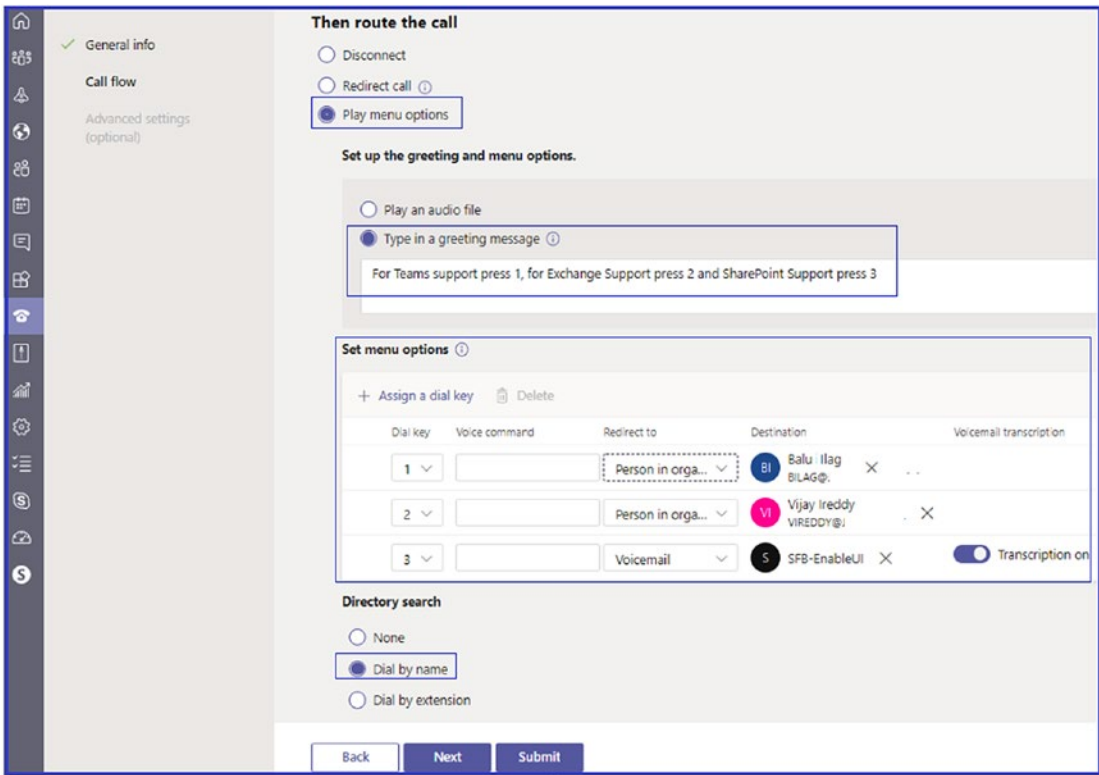 General info
Call flow
Advanced settings
(optional)
Then route the call
Disconnect
Redirect call
Play menu options
Set up the greeting and menu options.
Play an audio file
Type in a greeting message
For Teams support press 1, for Exchange Support press 2 and SharePoint Support press 3
Set menu options
+ Assign a dial key Delete
Dial key Voice command Redirect to Destination Voicemail transcription
1 Person in orga... BI Balu Ilag
BILAG@
2 Person in orga... VI Vijay Ireddy
VIREDDY@
3 Voicemail S SFB-EnableUI Transcription on
Directory search
None
Dial by name
Dial by extension
Back Next Submit